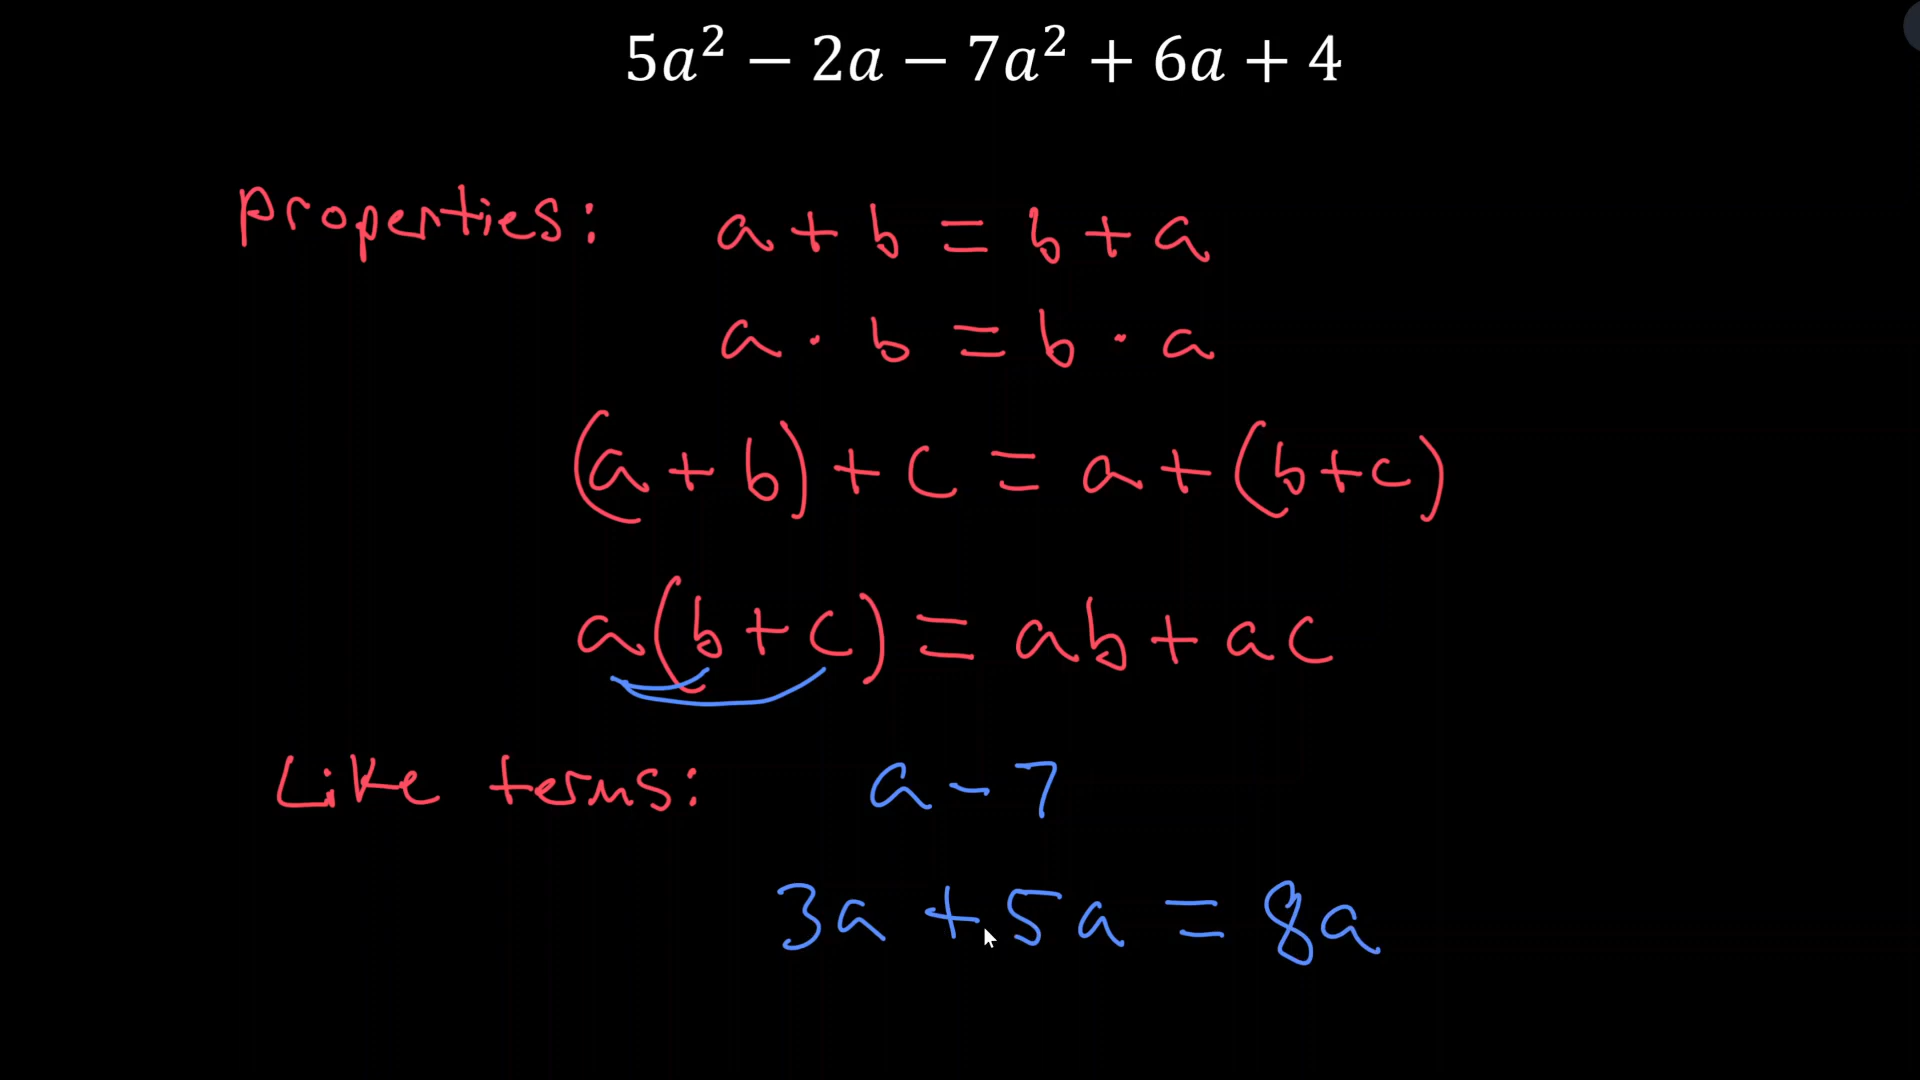 5a² − 2a − 7a² + 6a + 4
Properties: a + b = b + a
a · b = b · a
(a + b) + c = a + (b + c)
a(b + c) = ab + ac
Like terms: a - 7
3a + 5a = 8a